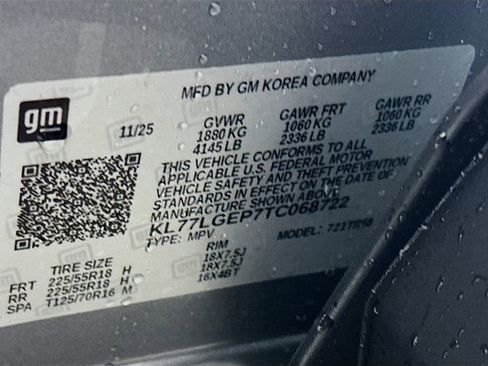 gm
MFD BY GM KOREA COMPANY
11/25
GVWR GAWR FRT GAWR RR
1880 KG 1060 KG 1060 KG
4145 LB 2336 LB 2336 LB
THIS VEHICLE CONFORMS TO ALL
APPLICABLE U.S. FEDERAL MOTOR
VEHICLE SAFETY AND THEFT PREVENTION
STANDARDS IN EFFECT ON THE DATE OF
MANUFACTURE SHOWN ABOVE.
KL77LGEP7TC068722
TYPE: MPV MODEL:
TIRE SIZE RIM
FRT 225/55R18 H 18X7.5J
RR 225/55R18 H 18X7.5J
SPA T125/70R16 M 16X4BT